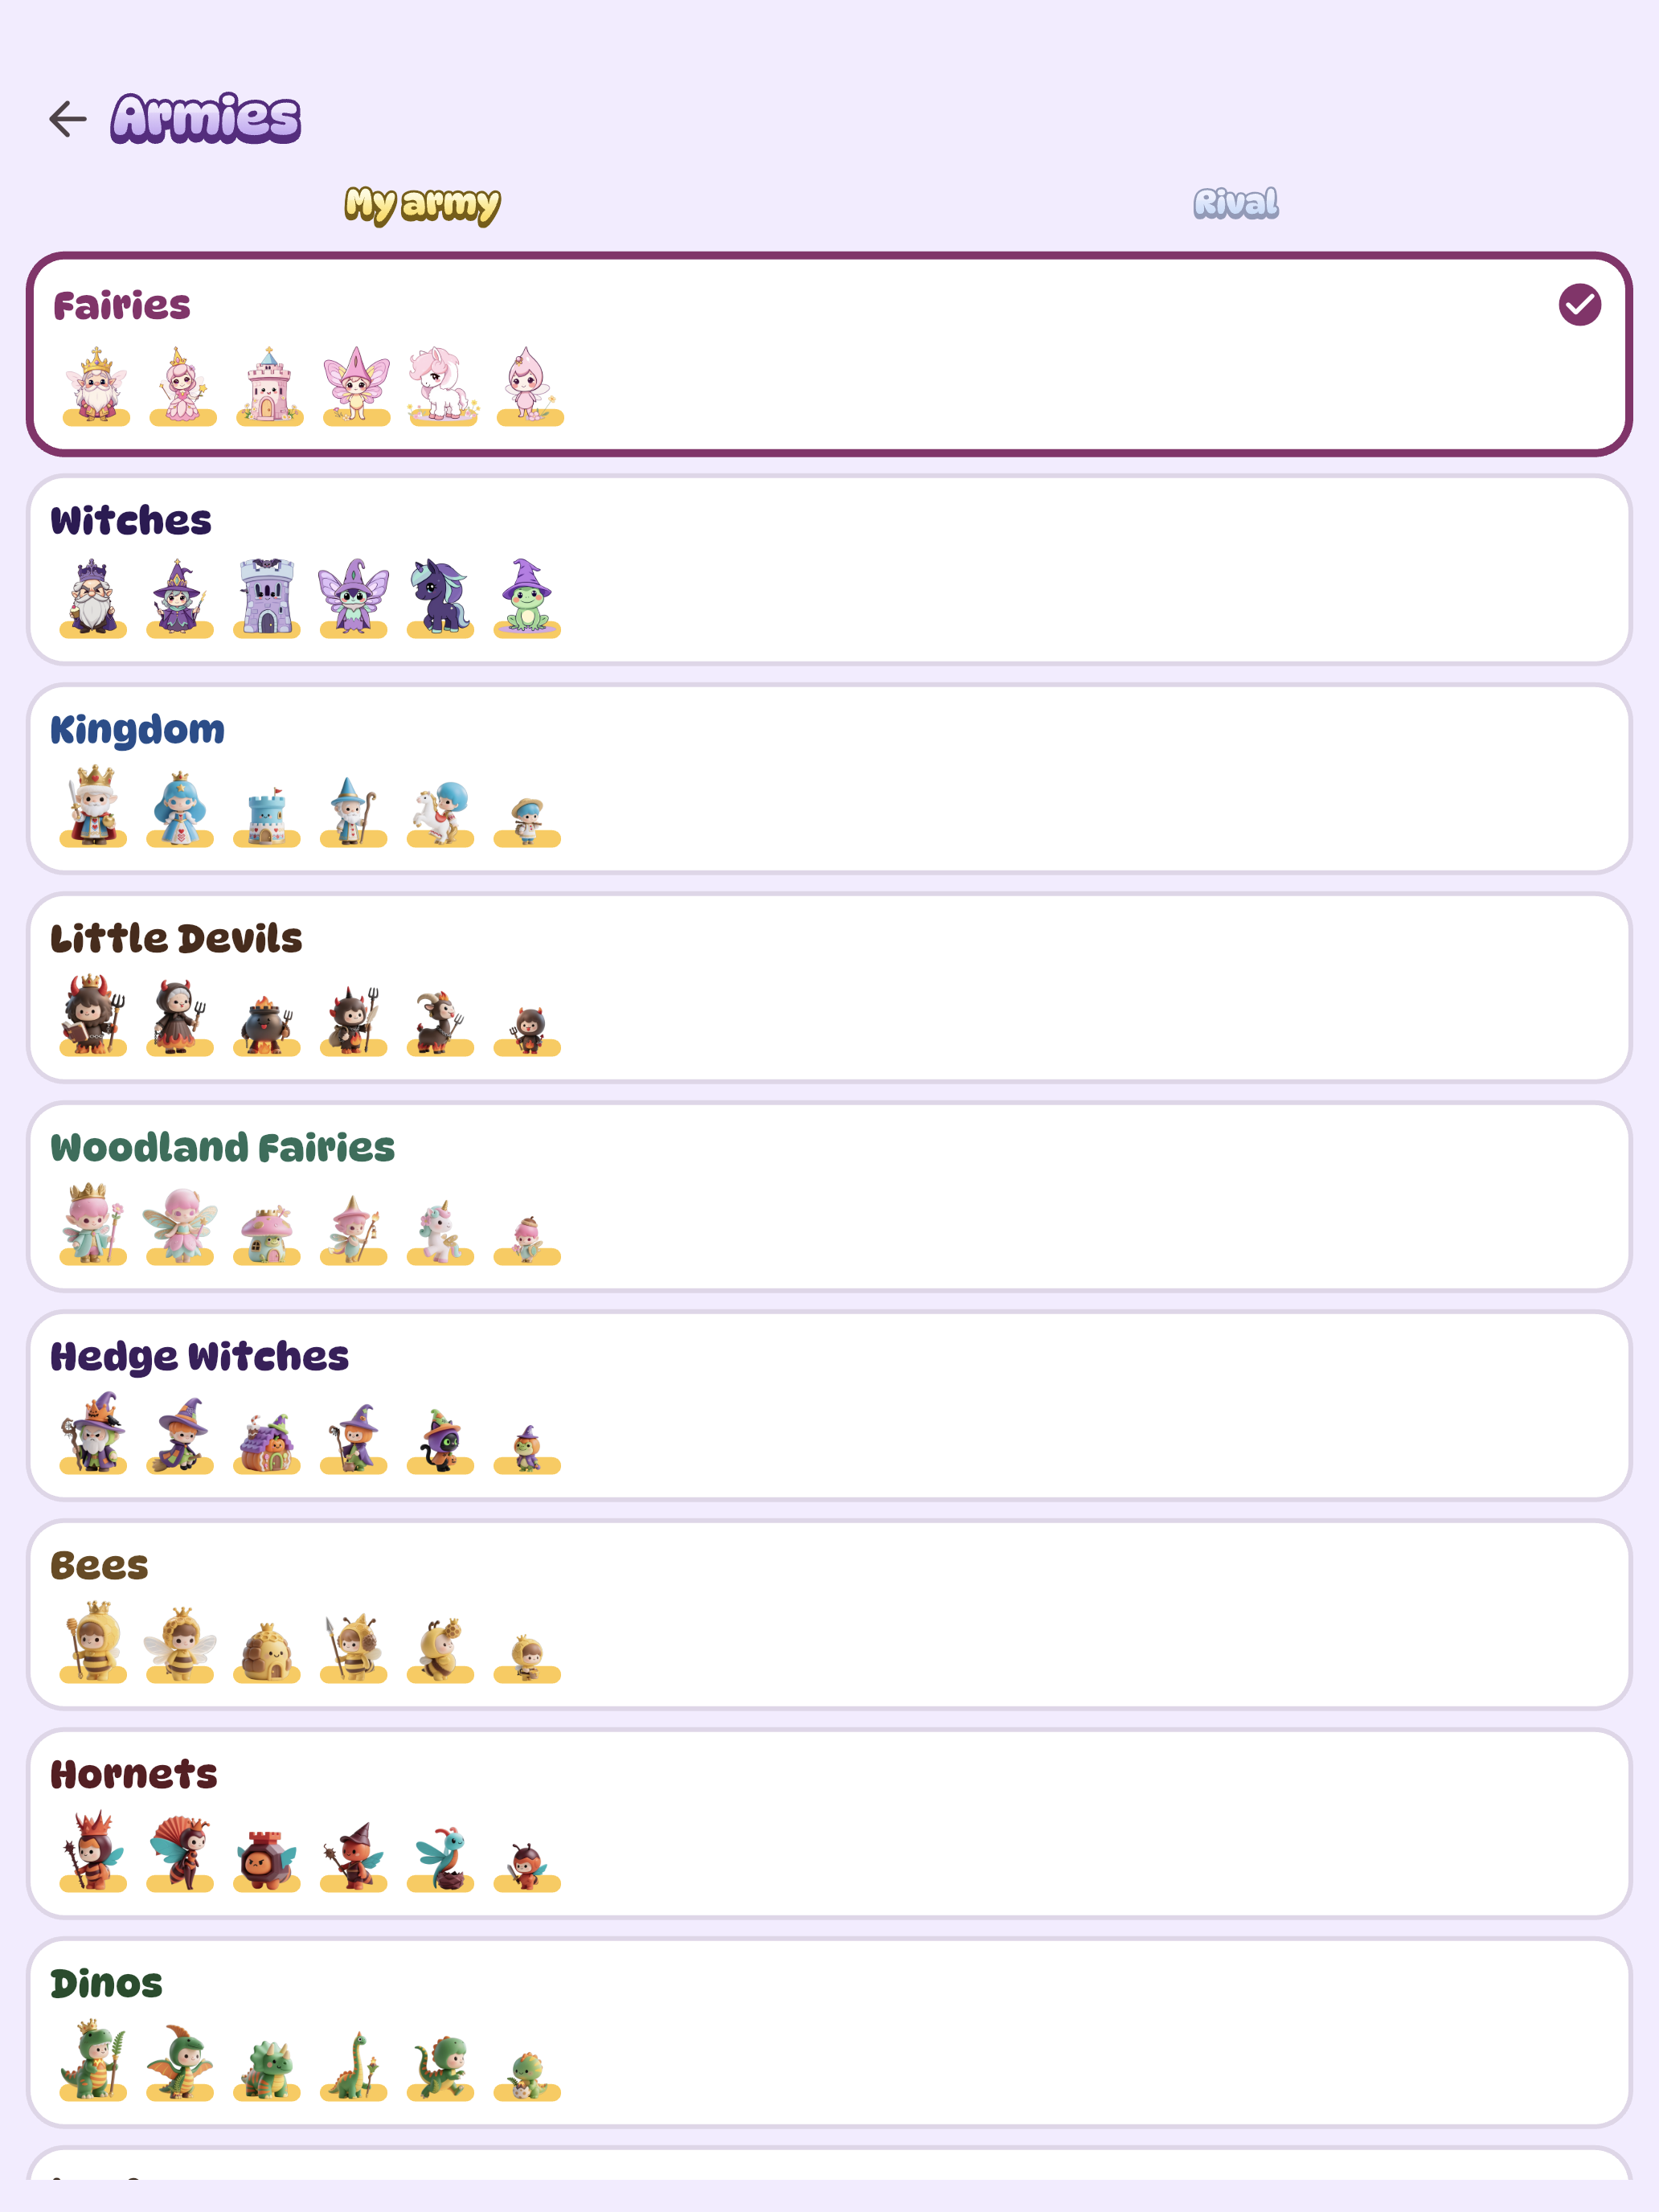 Armies
My army
Rival
Fairies
Witches
Kingdom
Little Devils
Woodland Fairies
Hedge Witches
Bees
Hornets
Dinos